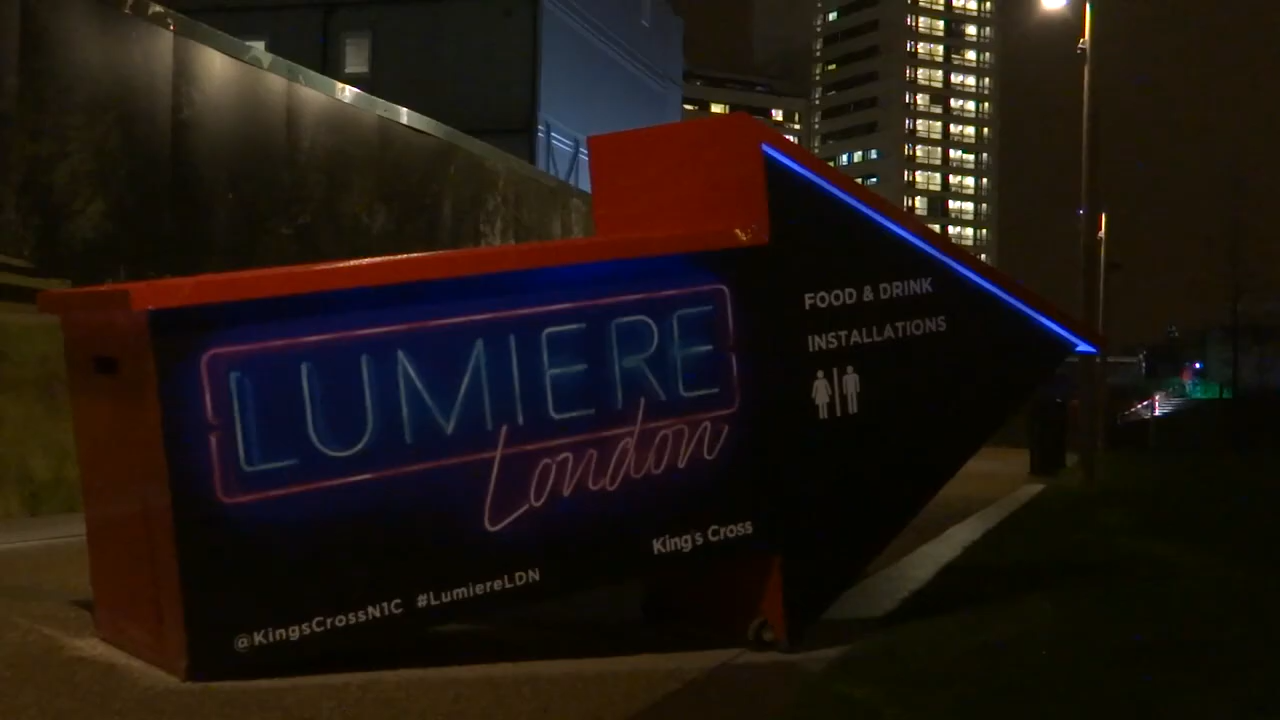 LUMIERE
London
FOOD & DRINK
INSTALLATIONS
King's Cross
@KingsCrossN1C #LumiereLDN